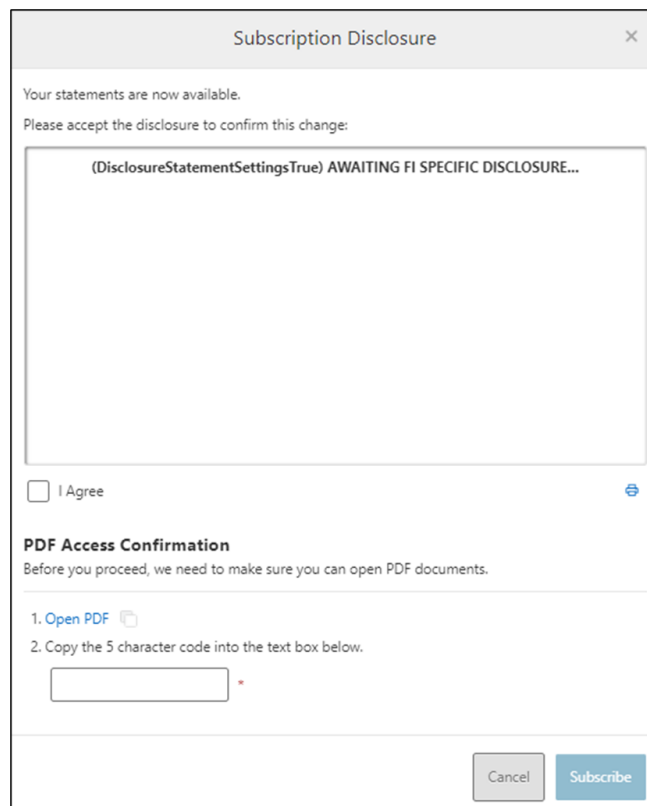 Subscription Disclosure
Your statements are now available.
Please accept the disclosure to confirm this change:
(DisclosureStatementSettingsTrue) AWAITING FI SPECIFIC DISCLOSURE...
I Agree
PDF Access Confirmation
Before you proceed, we need to make sure you can open PDF documents.
1. Open PDF
2. Copy the 5 character code into the text box below.
*
Cancel Subscribe